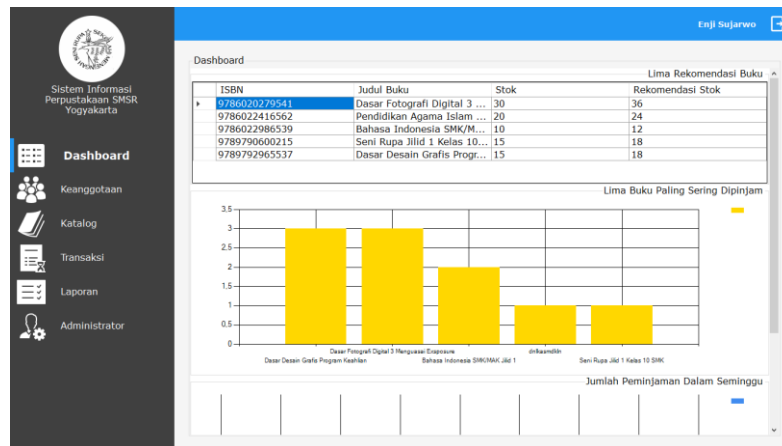 Enji Sujarwo
Sistem Informasi
Perpustakaan SMSR
Yogyakarta
Dashboard
Keanggotaan
Katalog
Transaksi
Laporan
Administrator
Dashboard
Lima Rekomendasi Buku
ISBN Judul Buku Stok Rekomendasi Stok
9786020279541 Dasar Fotografi Digital 3 ... 30 36
9786022416562 Pendidikan Agama Islam ... 20 24
9786022986539 Bahasa Indonesia SMK/M... 10 12
9789790600215 Seni Rupa Jilid 1 Kelas 10... 15 18
9789792965537 Dasar Desain Grafis Progr... 15 18
Lima Buku Paling Sering Dipinjam
3.5
3
2.5
2
1.5
1
0.5
0
Dasar Fotografi Digital 3 Menguasai Exoposure
Dasar Desain Grafis Program Keahlian
Bahasa Indonesia SMK/MAK Jilid 1
Seni Rupa Jilid 1 Kelas 10 SMK
Jumlah Peminjaman Dalam Seminggu